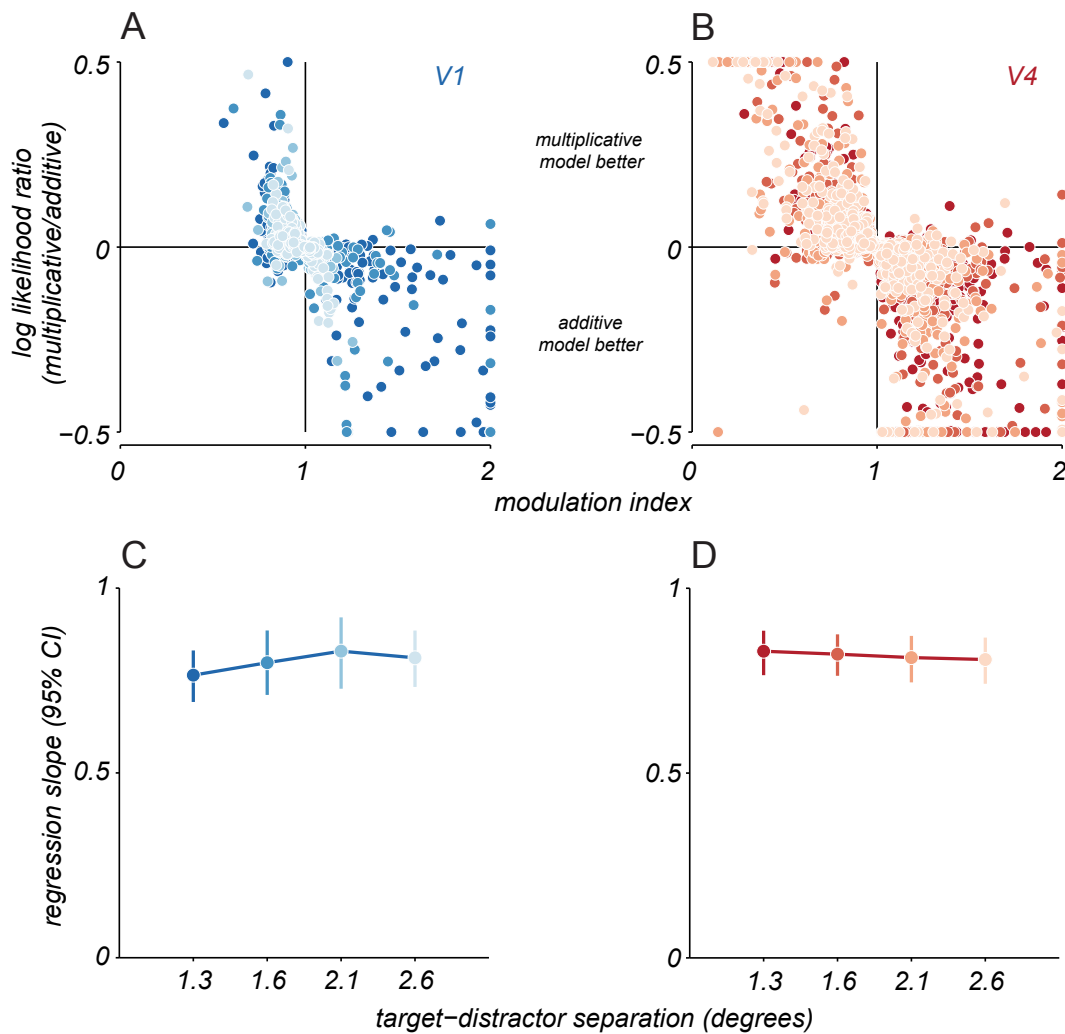 A
B
0.5
V1
0.5
V4
log likelihood ratio
(multiplicative/additive)
multiplicative
model better
0
0
additive
model better
−0.5
−0.5
0
1
2
0
1
2
modulation index
C
D
1
1
regression slope (95% CI)
0.5
0.5
0
0
1.3
1.6
2.1
2.6
1.3
1.6
2.1
2.6
target−distractor separation (degrees)